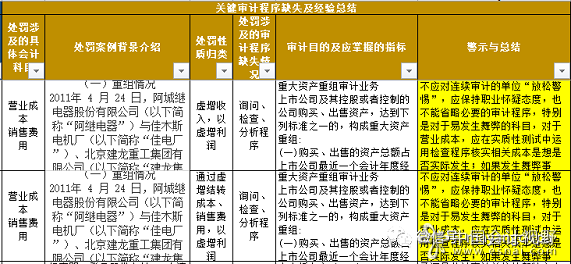 关键审计程序缺失及经验总结
处罚涉
及的具
体会计
科目
处罚案例背景介绍
处罚性
质归类
处罚涉
及的审
计程序
缺失情
况
审计目的及应掌握的指标
警示与总结
营业成
本
销售费
用
（一）重组情况
2011年 4 月 24 日，阿城继
电器股份有限公司（以下简
称“阿继电器”）与佳木斯
电机厂（以下简称“佳电厂
”）、北京建龙重工集团有
限公司（以下简称“建龙集
虚增收
入，以
虚增利
润
询问、
检查、
分析程
序
重大资产重组审计业务
上市公司及其控股或者控制的公
司购买、出售资产，达到下
列标准之一的，构成重大资产
重组：
（一）购买、出售的资产总额占
上市公司最近一个会计年度经
不应对连续审计的单位“放松警
惕”，应保持职业怀疑态度，也
不能省略必要的审计程序，特别
是对于易发生舞弊的科目，对于
营业成本，应在实质性测试中运
用检查程序核实相关成本是想是
否实际发生！如果发生舞弊事
营业成
本
销售费
用
（一）重组情况
2011年 4 月 24 日，阿城继
电器股份有限公司（以下简
称“阿继电器”）与佳木斯
电机厂（以下简称“佳电厂
”）、北京建龙重工集团有
限公司（以下简称“建龙集
通过虚
增结转
成本、
销售费
用，以
虚增利
润
询问、
检查、
分析程
序
重大资产重组审计业务
上市公司及其控股或者控制的公
司购买、出售资产，达到下
列标准之一的，构成重大资产
重组：
（一）购买、出售的资产总额
上市公司最近一个会计年度经
不应对连续审计的单位“放松警
惕”，应保持职业怀疑态度，也
不能省略必要的审计程序，特别
是对于易发生舞弊的科目，对于
营业成本，应在实质性测试中运
中国会计视野